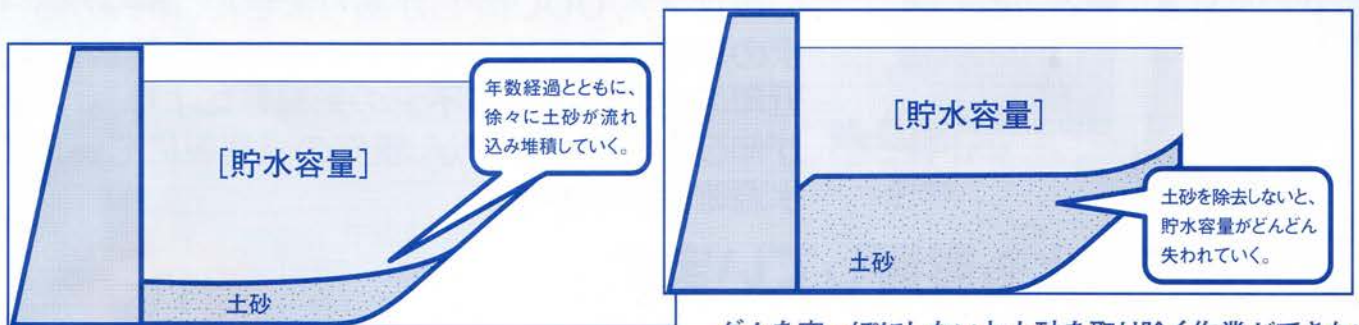 [貯水容量]
年数経過とともに、
徐々に土砂が流れ
込み堆積していく。
土砂
[貯水容量]
土砂を除去しないと、
貯水容量がどんどん
失われていく。
土砂